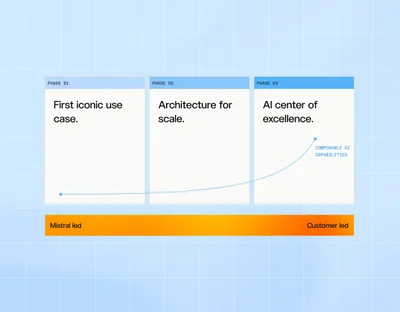 PHASE 01
PHASE 02
PHASE 03
First iconic use
case.
Architecture for
scale.
AI center of
excellence.
COMPOSABLE AI
CAPABILITIES
Mistral led
Customer led